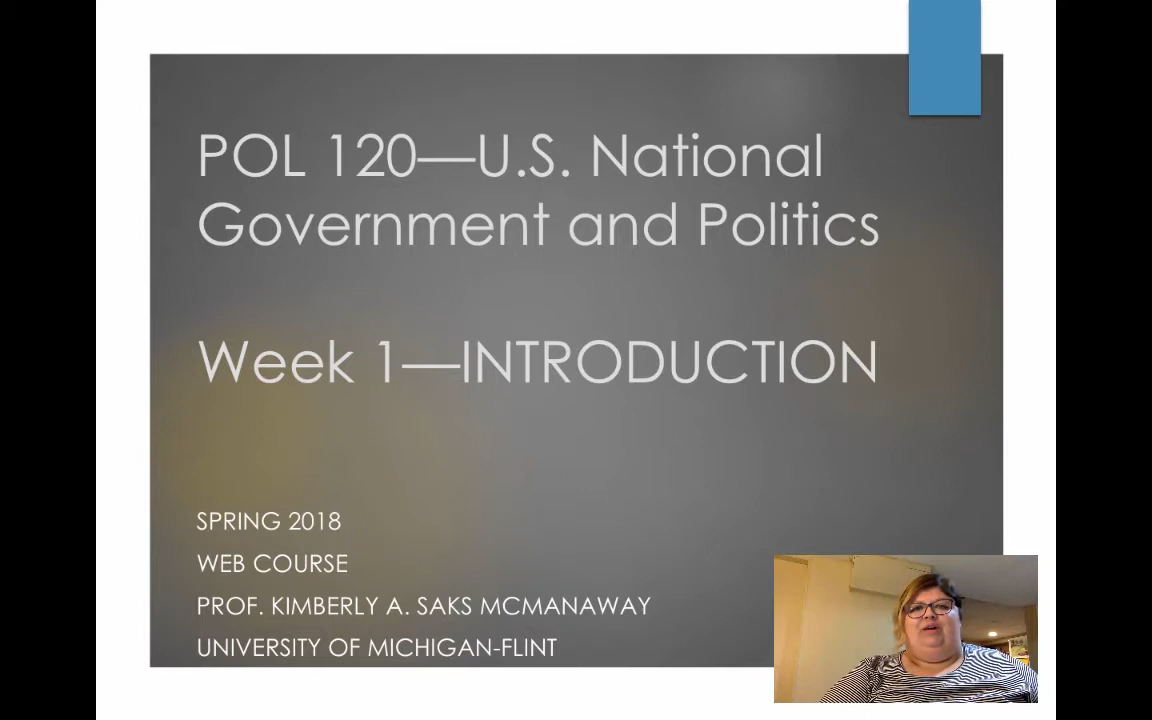 POL 120—U.S. National
Government and Politics
Week 1—INTRODUCTION
SPRING 2018
WEB COURSE
PROF. KIMBERLY A. SAKS MCMANAWAY
UNIVERSITY OF MICHIGAN-FLINT